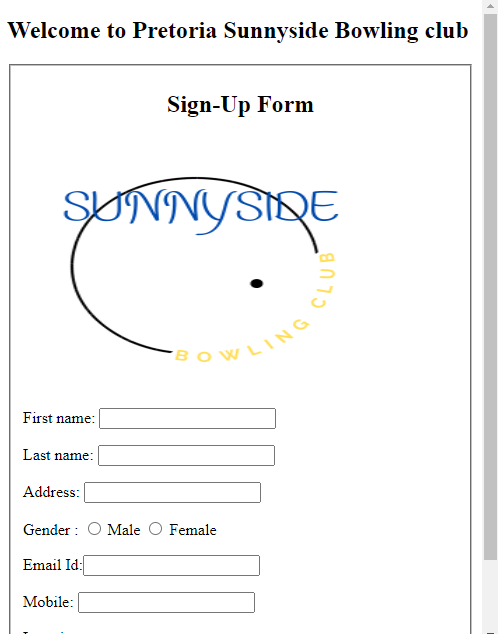 Welcome to Pretoria Sunnyside Bowling club
Sign-Up Form
SUNNYSIDE
BOWLING CLUB
First name:
Last name:
Address:
Gender : Male Female
Email Id:
Mobile: